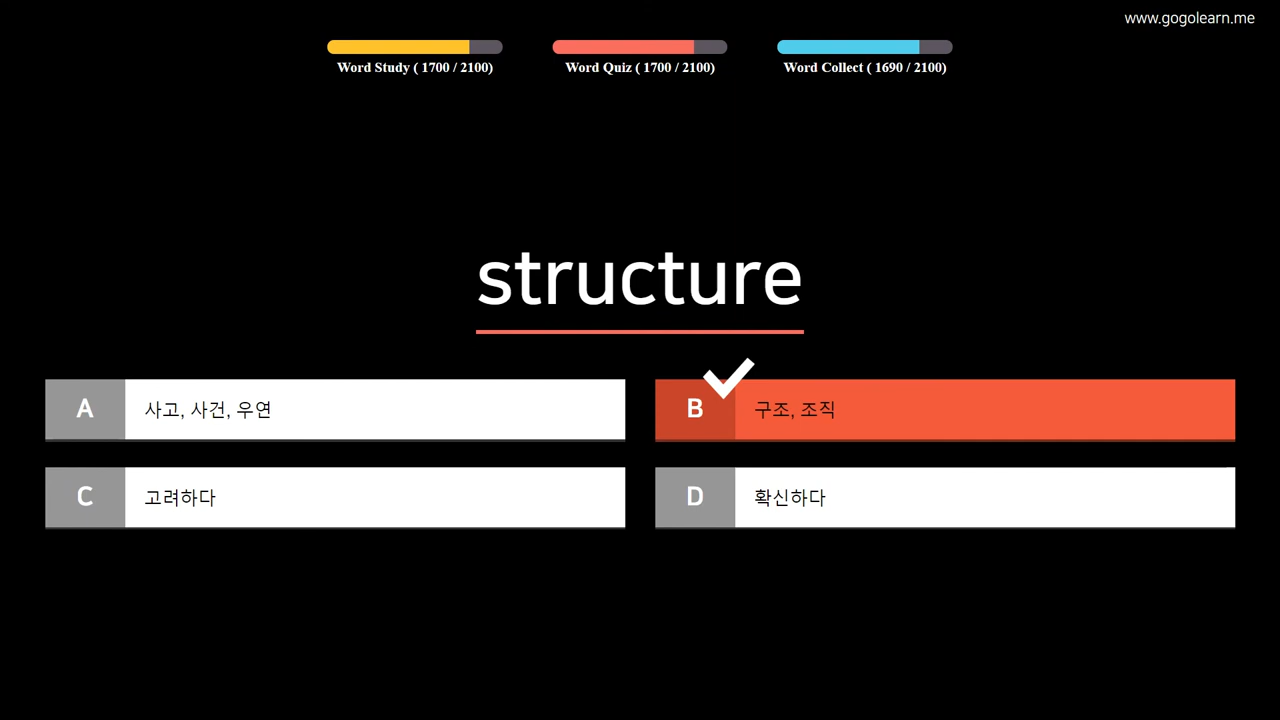 www.gogolearn.me
Word Study ( 1700 / 2100)
Word Quiz ( 1700 / 2100)
Word Collect ( 1690 / 2100)
structure
A 사고, 사건, 우연
B 구조, 조직
C 고려하다
D 확신하다